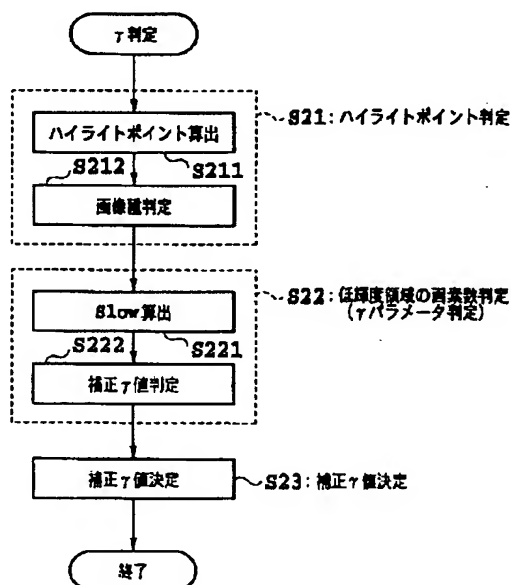 γ判定
S21:ハイライトポイント判定
ハイライトポイント算出
S212
S211
画像種判定
S22:低輝度領域の画素数判定
(γパラメータ判定)
Slow算出
S222
S221
補正γ値判定
補正γ値決定
S23:補正γ値決定
終了